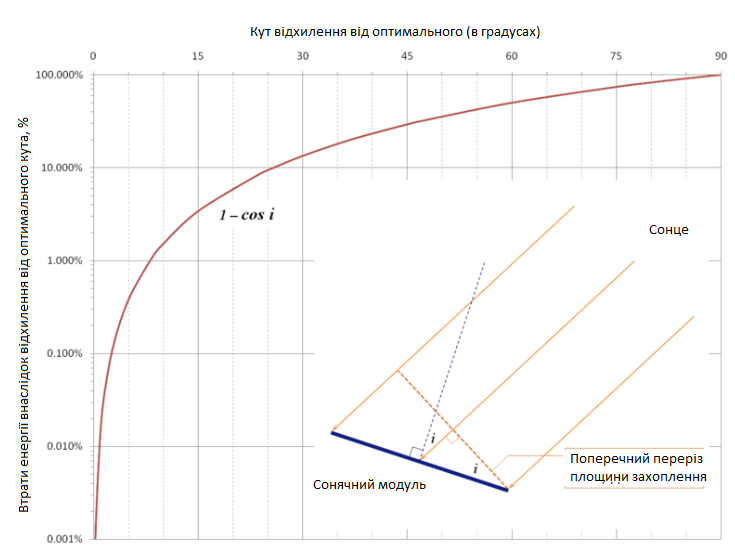 Кут відхилення від оптимального (в градусах)
0 15 30 45 60 75 90
Втрати енергії внаслідок відхилення від оптимального кута, %
100.000%
10.000%
1.000%
0.100%
0.010%
0.001%
1 – cos i
Сонце
i
i
Сонячний модуль
Поперечний переріз
площини захоплення